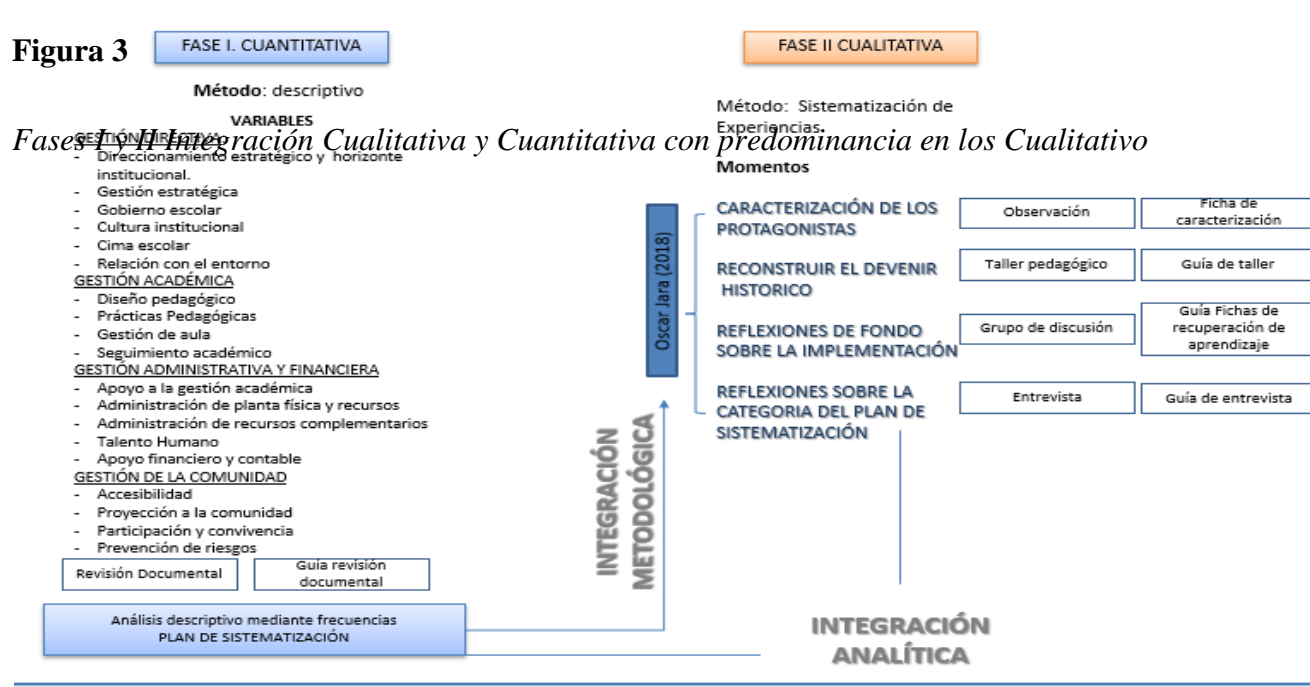 Figura 3
FASE I. CUANTITATIVA
Método: descriptivo
VARIABLES
Fases I y II Integración Cualitativa y Cuantitativa con predominancia en los Cualitativo
GESTIÓN DIRECTIVA
- Direccionamiento estratégico y horizonte
institucional.
- Gestión estratégica
- Gobierno escolar
- Cultura institucional
- Cima escolar
- Relación con el entorno
GESTIÓN ACADÉMICA
- Diseño pedagógico
- Prácticas Pedagógicas
- Gestión de aula
- Seguimiento académico
GESTIÓN ADMINISTRATIVA Y FINANCIERA
- Apoyo a la gestión académica
- Administración de planta física y recursos
- Administración de recursos complementarios
- Talento Humano
- Apoyo financiero y contable
GESTIÓN DE LA COMUNIDAD
- Accesibilidad
- Proyección a la comunidad
- Participación y convivencia
- Prevención de riesgos
Revisión Documental
Guía revisión
documental
Análisis descriptivo mediante frecuencias
PLAN DE SISTEMATIZACIÓN
INTEGRACIÓN
METODOLÓGICA
FASE II CUALITATIVA
Método: Sistematización de
Experiencias.
Momentos
Oscar Jara (2018)
CARACTERIZACIÓN DE LOS
PROTAGONISTAS
Observación
Ficha de
caracterización
RECONSTRUIR EL DEVENIR
HISTORICO
Taller pedagógico
Guía de taller
REFLEXIONES DE FONDO
SOBRE LA IMPLEMENTACIÓN
Grupo de discusión
Guía Fichas de
recuperación de
aprendizaje
REFLEXIONES SOBRE LA
CATEGORIA DEL PLAN DE
SISTEMATIZACIÓN
Entrevista
Guía de entrevista
INTEGRACIÓN
ANALÍTICA